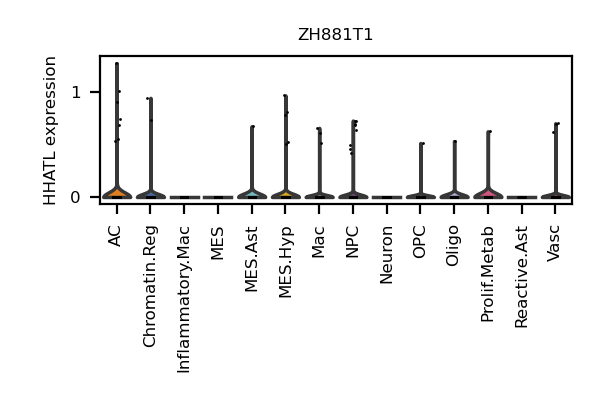 ZH881T1
HHATL expression
1
0
AC
Chromatin.Reg
Inflammatory.Mac
MES
MES.Ast
MES.Hyp
Mac
NPC
Neuron
OPC
Oligo
Prolif.Metab
Reactive.Ast
Vasc